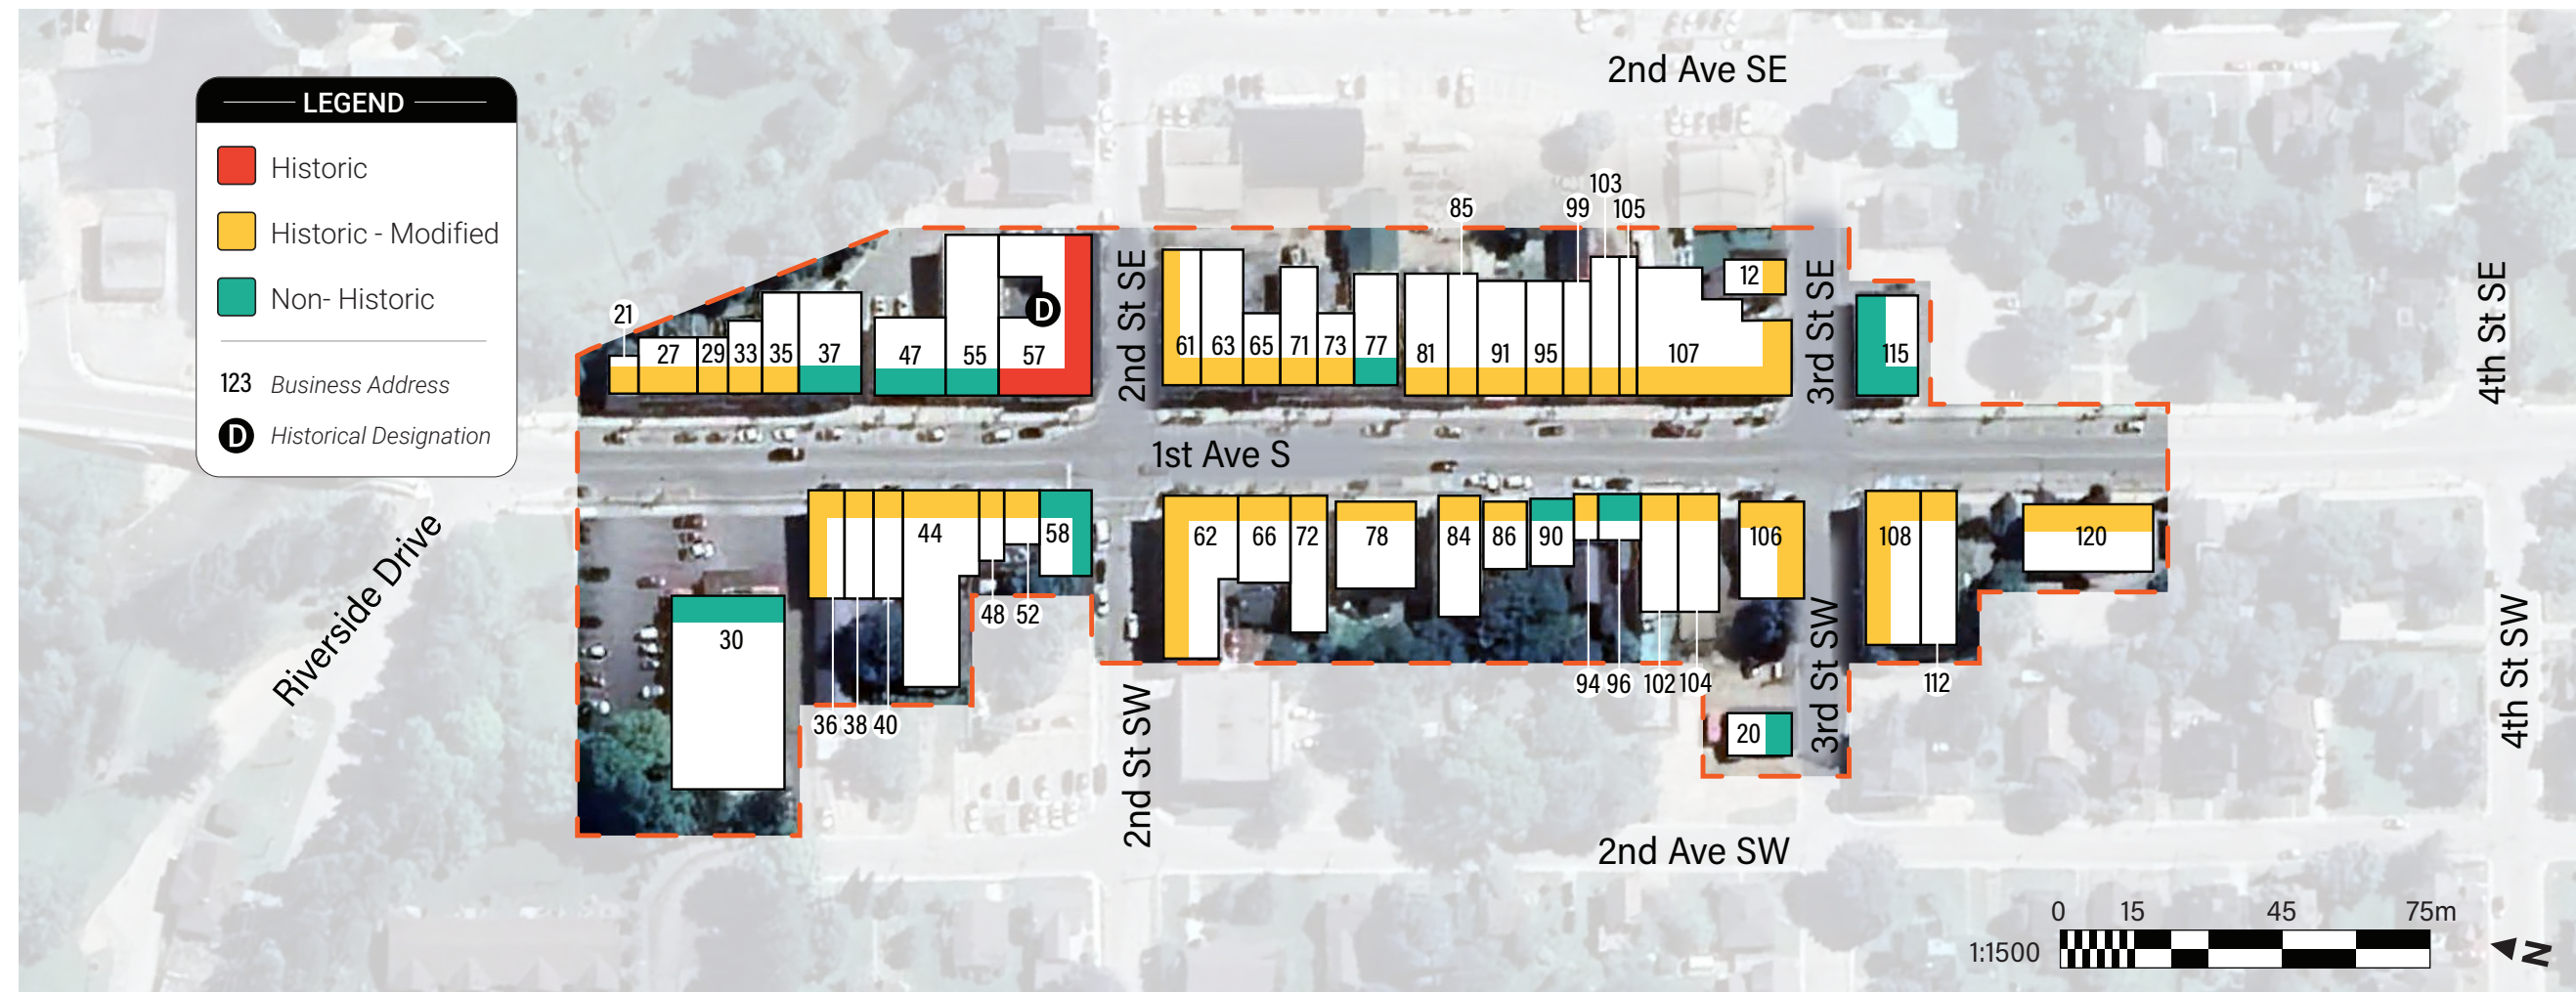 LEGEND
Historic
Historic - Modified
Non- Historic
123 Business Address
D Historical Designation
2nd Ave SE
103
85 99 105
21 27 29 33 35 37 47 55 57 D
2nd St SE
61 63 65 71 73 77 81 91 95 107 12
3rd St SE
115
4th St SE
1st Ave S
Riverside Drive
30
44 58
48 52
36 38 40
2nd St SW
62 66 72 78 84 86 90 106
94 96 102 104
20
3rd St SW
108 120
112
4th St SW
2nd Ave SW
0 15 45 75m
1:1500
N